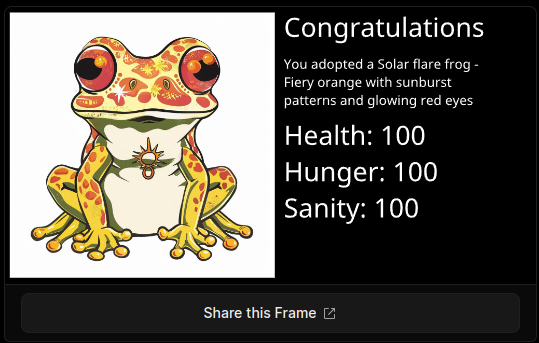 Congratulations
You adopted a Solar flare frog -
Fiery orange with sunburst
patterns and glowing red eyes
Health: 100
Hunger: 100
Sanity: 100
Share this Frame